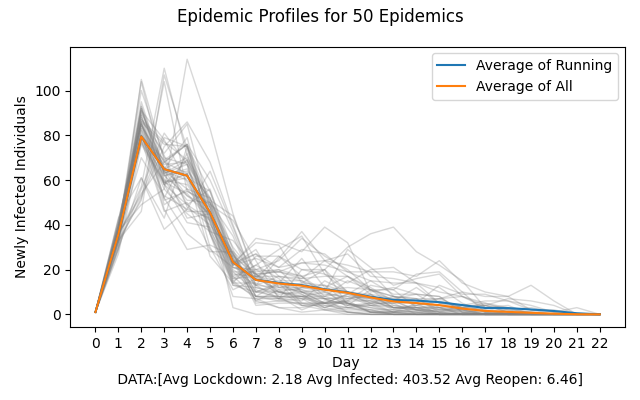 Epidemic Profiles for 50 Epidemics
Newly Infected Individuals
100
80
60
40
20
0
Average of Running
Average of All
0 1 2 3 4 5 6 7 8 9 10 11 12 13 14 15 16 17 18 19 20 21 22
Day
DATA:[Avg Lockdown: 2.18 Avg Infected: 403.52 Avg Reopen: 6.46]